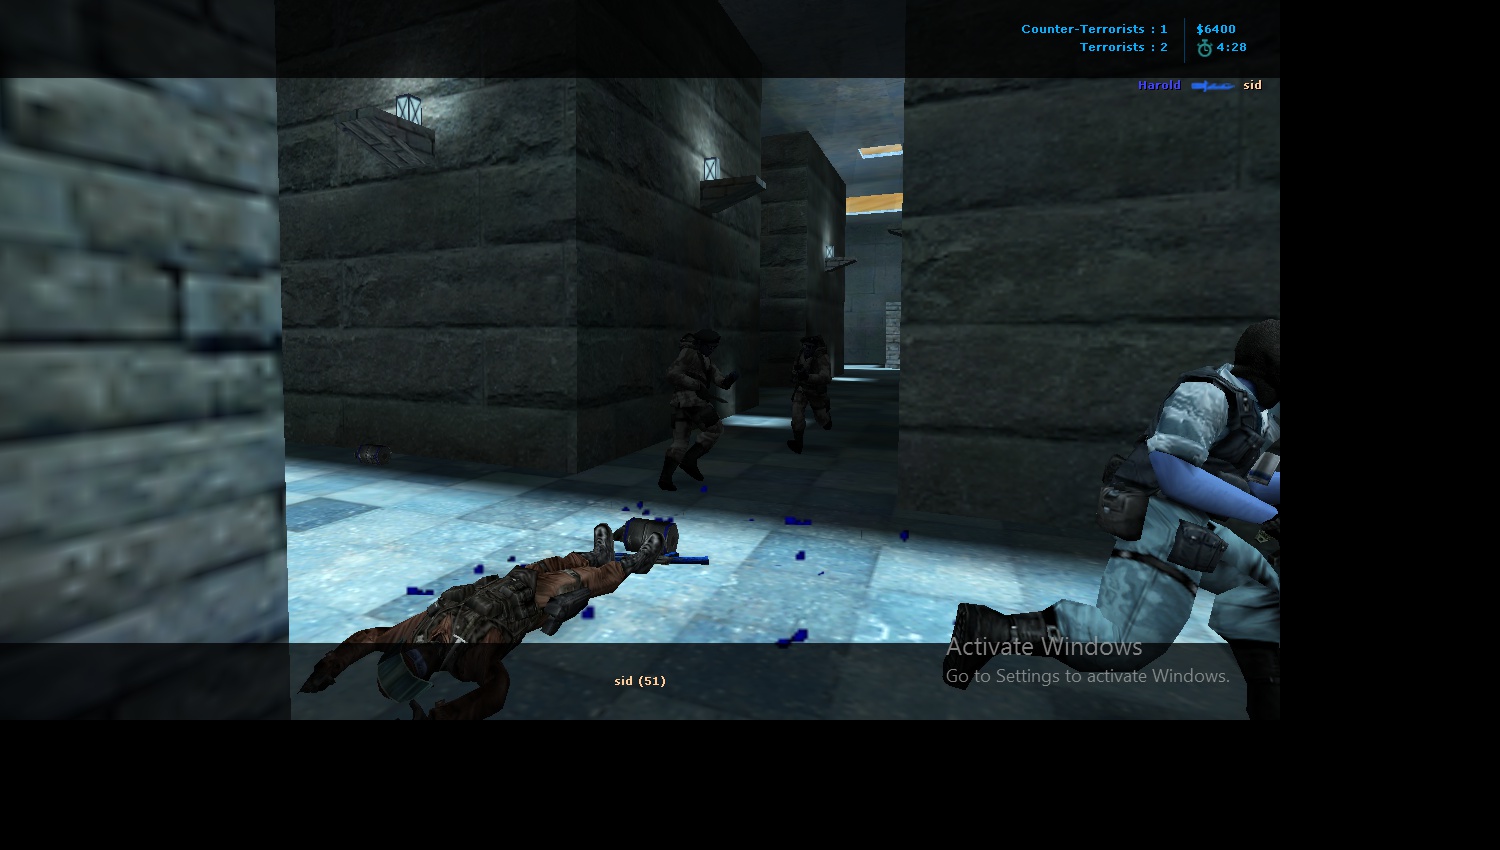 Counter-Terrorists : 1
$6400
Terrorists : 2
4:28
Harold sid
sid (51)
Activate Windows
Go to Settings to activate Windows.